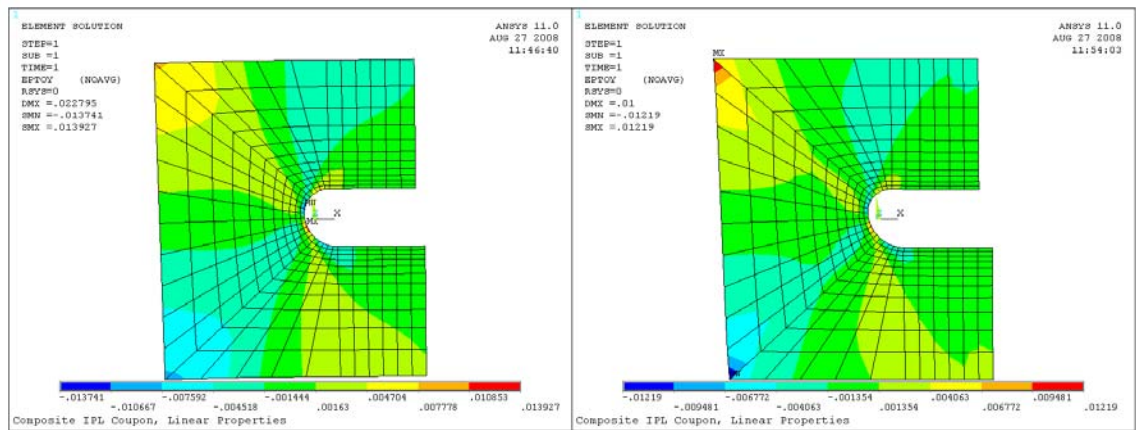 1
ELEMENT SOLUTION
STEP=1
SUB =1
TIME=1
EPTOY (NOAVG)
RSYS=0
DMX =.022795
SMN =-.013741
SMX =.013927
ANSYS 11.0
AUG 27 2008
11:46:40
X
-.013741
-.010667
-.007592
-.004518
-.001444
.00163
.004704
.007778
.010853
.013927
Composite IPL Coupon, Linear Properties
1
ELEMENT SOLUTION
STEP=1
SUB =1
TIME=1
EPTOY (NOAVG)
RSYS=0
DMX =.01
SMN =-.01219
SMX =.01219
ANSYS 11.0
AUG 27 2008
11:54:03
MX
X
-.01219
-.009481
-.006772
-.004063
-.001354
.001354
.004063
.006772
.009481
.01219
Composite IPL Coupon, Linear Properties